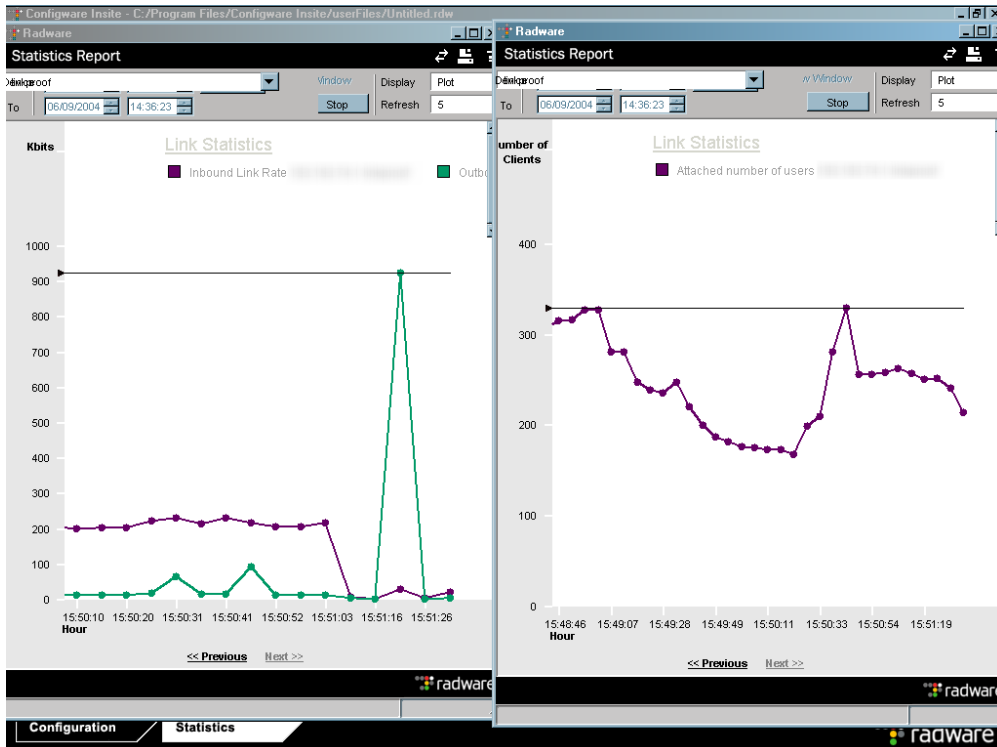 Configware Insite - C:/Program Files/Configware Insite/userFiles/Untitled.rdw
Radware
Statistics Report
Window
Display Plot
To 06/09/2004 14:36:23 Stop Refresh 5
Kbits
Link Statistics
Inbound Link Rate
Outbo
1000
900
800
700
600
500
400
300
200
100
0
15:50:10 15:50:20 15:50:31 15:50:41 15:50:52 15:51:03 15:51:16 15:51:26
Hour
<< Previous Next >>
radware
Radware
Statistics Report
w Window
Display Plot
To 06/09/2004 14:36:23 Stop Refresh 5
umber of
Clients
Link Statistics
Attached number of users
400
300
200
100
0
15:48:46 15:49:07 15:49:28 15:49:49 15:50:11 15:50:33 15:50:54 15:51:19
Hour
<< Previous Next >>
radware
Configuration Statistics
radware